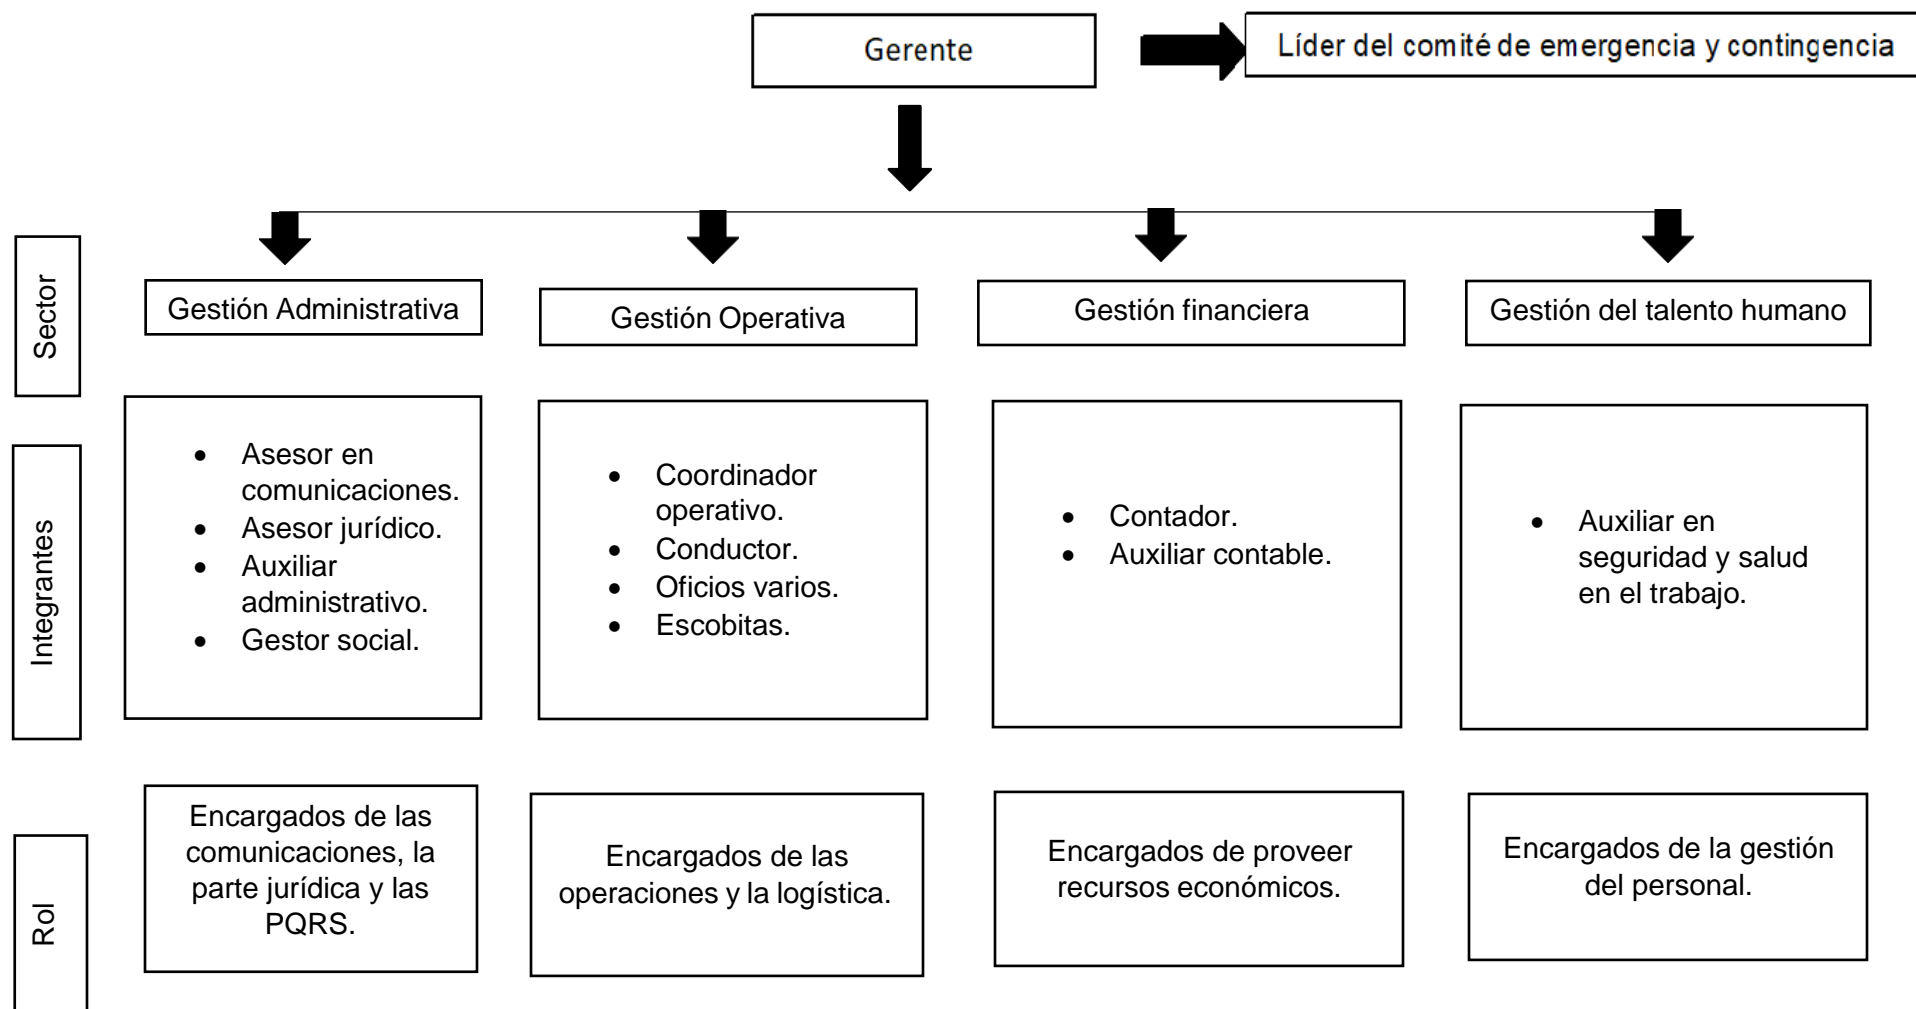 Gerente
Líder del comité de emergencia y contingencia
Sector
Gestión Administrativa
Gestión Operativa
Gestión financiera
Gestión del talento humano
Integrantes
• Asesor en
comunicaciones.
• Asesor jurídico.
• Auxiliar
administrativo.
• Gestor social.
• Coordinador
operativo.
• Conductor.
• Oficios varios.
• Escobitas.
• Contador.
• Auxiliar contable.
• Auxiliar en
seguridad y salud
en el trabajo.
Rol
Encargados de las
comunicaciones, la
parte jurídica y las
PQRS.
Encargados de las
operaciones y la logística.
Encargados de proveer
recursos económicos.
Encargados de la gestión
del personal.